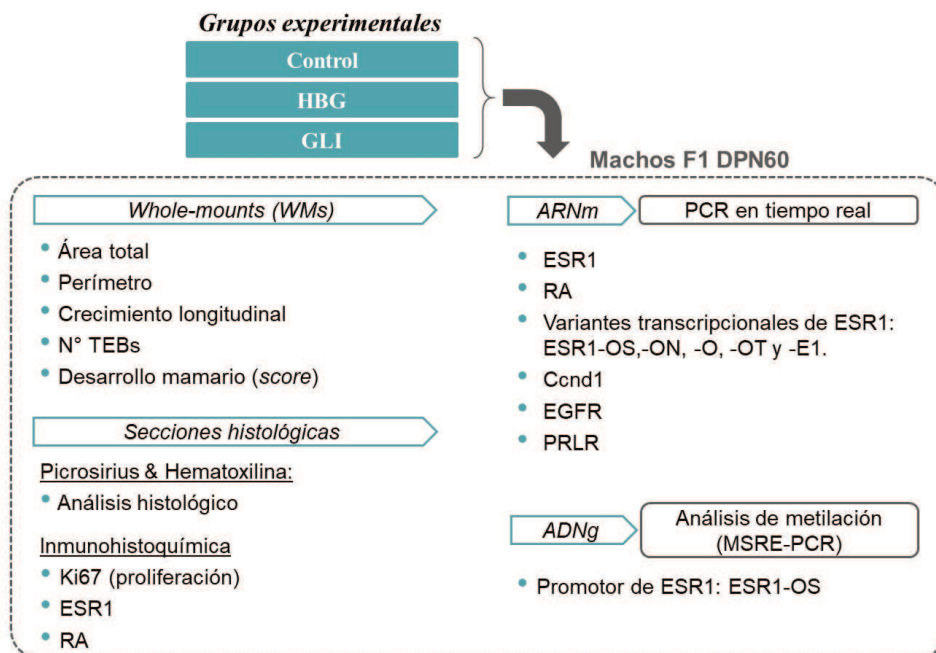 Grupos experimentales
Control
HBG
GLI
Machos F1 DPN60
Whole-mounts (WMs)
• Área total
• Perímetro
• Crecimiento longitudinal
• N° TEBs
• Desarrollo mamario (score)
Secciones histológicas
Picrosirius & Hematoxilina:
• Análisis histológico
Inmunohistoquímica
• Ki67 (proliferación)
• ESR1
• RA
ARNm
PCR en tiempo real
• ESR1
• RA
• Variantes transcripcionales de ESR1:
ESR1-OS,-ON, -O, -OT y -E1.
• Ccnd1
• EGFR
• PRLR
ADNg
Análisis de metilación
(MSRE-PCR)
• Promotor de ESR1: ESR1-OS